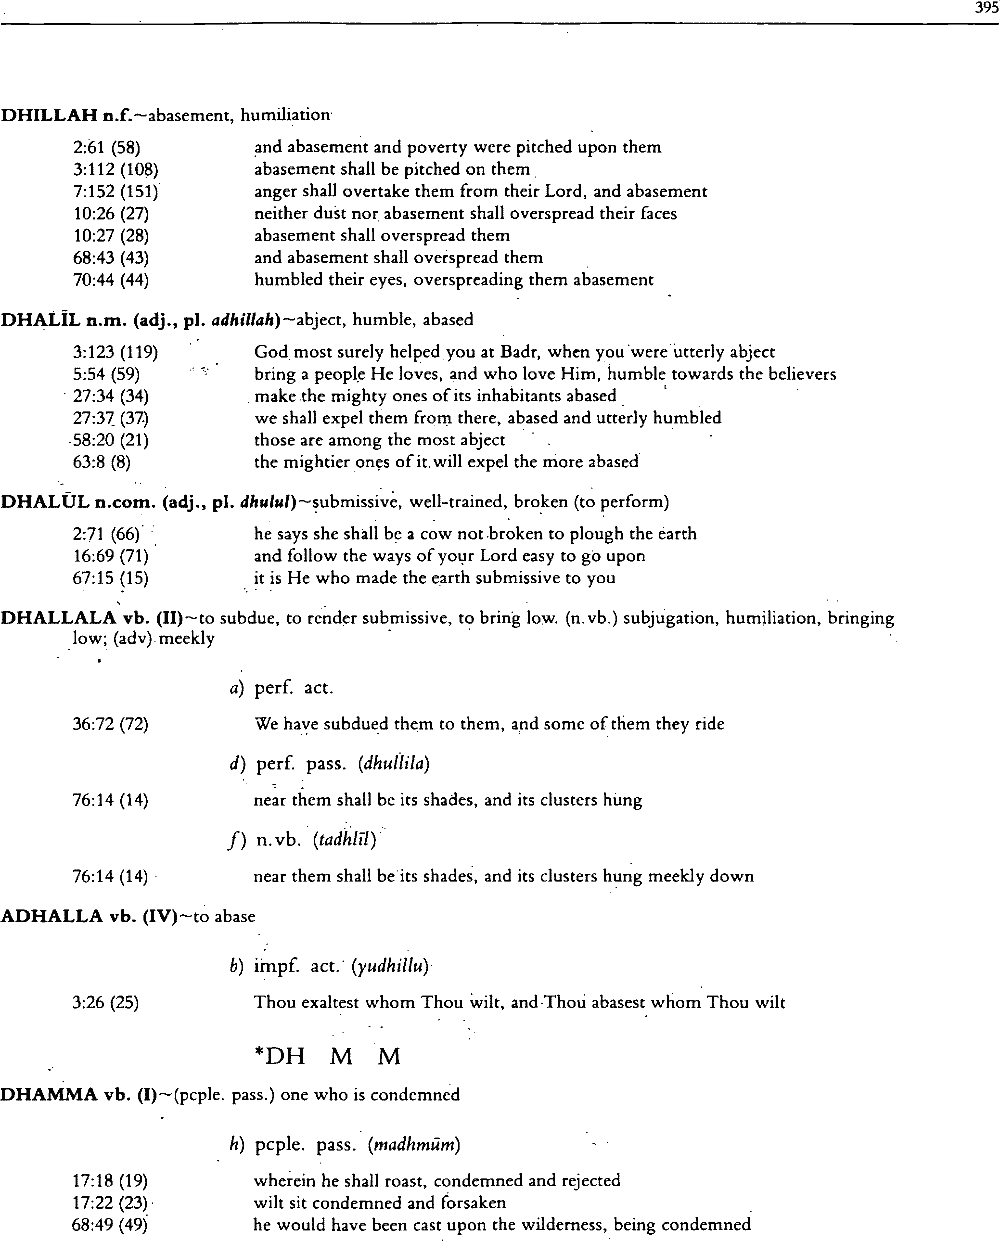 395
DHILLAH n.f.~abasement, humiliation
2:61 (58) and abasement and poverty were pitched upon them
3:112 (108) abasement shall be pitched on them
7:152 (151) anger shall overtake them from their Lord, and abasement
10:26 (27) neither dust nor abasement shall overspread their faces
10:27 (28) abasement shall overspread them
68:43 (43) and abasement shall overspread them
70:44 (44) humbled their eyes, overspreading them abasement
DHALĪL n.m. (adj., pl. adhillah)~abject, humble, abased
3:123 (119) God most surely helped you at Badr, when you were utterly abject
5:54 (59) bring a people He loves, and who love Him, humble towards the believers
27:34 (34) make the mighty ones of its inhabitants abased
27:37 (37) we shall expel them from there, abased and utterly humbled
58:20 (21) those are among the most abject
63:8 (8) the mightier ones of it will expel the more abased
DHALŪL n.com. (adj., pl. dhulul)~submissive, well-trained, broken (to perform)
2:71 (66) he says she shall be a cow not broken to plough the earth
16:69 (71) and follow the ways of your Lord easy to go upon
67:15 (15) it is He who made the earth submissive to you
DHALLALA vb. (II)~to subdue, to render submissive, to bring low. (n.vb.) subjugation, humiliation, bringing
low; (adv) meekly
a) perf. act.
36:72 (72) We have subdued them to them, and some of them they ride
d) perf. pass. (dhullila)
76:14 (14) near them shall be its shades, and its clusters hung
f) n.vb. (tadhlīl)
76:14 (14) near them shall be its shades, and its clusters hung meekly down
ADHALLA vb. (IV)~to abase
b) impf. act. (yudhillu)
3:26 (25) Thou exaltest whom Thou wilt, and Thou abasest whom Thou wilt
*DH M M
DHAMMA vb. (I)~(pcple. pass.) one who is condemned
h) pcple. pass. (madhmūm)
17:18 (19) wherein he shall roast, condemned and rejected
17:22 (23) wilt sit condemned and forsaken
68:49 (49) he would have been cast upon the wilderness, being condemned